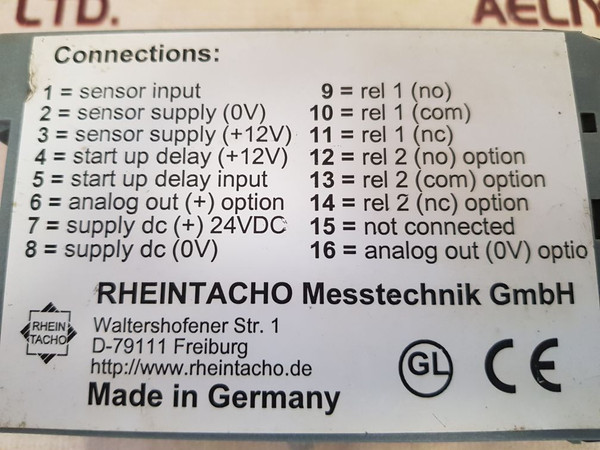 LTD.
Connections:
1 = sensor input
2 = sensor supply (0V)
3 = sensor supply (+12V)
4 = start up delay (+12V)
5 = start up delay input
6 = analog out (+) option
7 = supply dc (+) 24VDC
8 = supply dc (0V)
9 = rel 1 (no)
10 = rel 1 (com)
11 = rel 1 (nc)
12 = rel 2 (no) option
13 = rel 2 (com) option
14 = rel 2 (nc) option
15 = not connected
16 = analog out (0V) optio
RHEINTACHO Messtechnik GmbH
RHEIN
TACHO
Waltershofener Str. 1
D-79111 Freiburg
http://www.rheintacho.de
Made in Germany
GL
CE